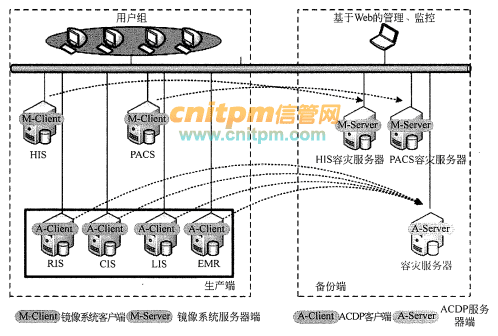 用户组
基于Web的管理、监控
M-Client
M-Client
M-Server
M-Server
cnitpm信管网
www.cnitpm.com
HIS
PACS
HIS容灾服务器
PACS容灾服务器
A-Client
A-Client
A-Client
A-Client
A-Server
RIS
CIS
LIS
EMR
容灾服务器
生产端
备份端
M-Client 镜像系统客户端
M-Server 镜像系统服务器端
A-Client ACDP客户端
A-Server ACDP服务器端